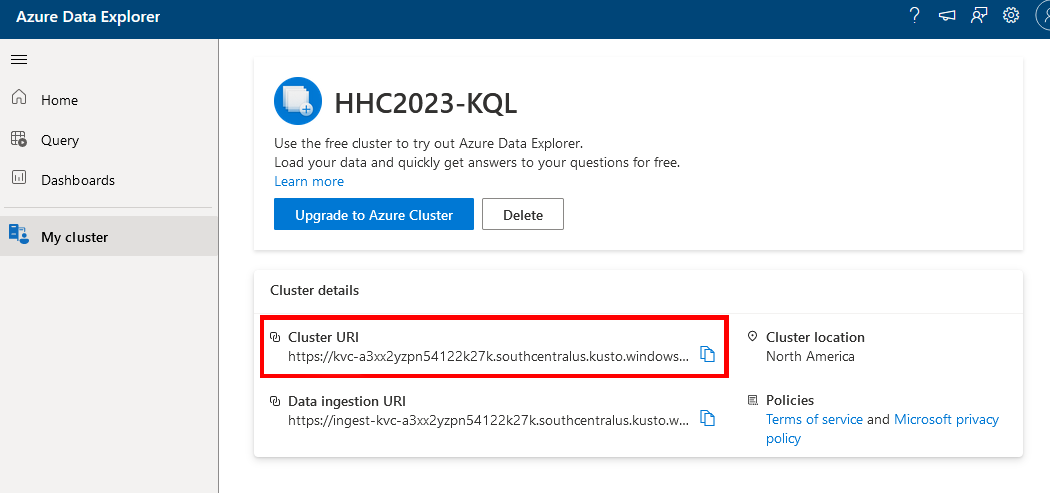 Azure Data Explorer
Home
Query
Dashboards
My cluster
HHC2023-KQL
Use the free cluster to try out Azure Data Explorer.
Load your data and quickly get answers to your questions for free.
Learn more
Upgrade to Azure Cluster
Delete
Cluster details
Cluster URI
https://kvc-a3xx2yzpn54122k27k.southcentralus.kusto.windows...
Cluster location
North America
Data ingestion URI
https://ingest-kvc-a3xx2yzpn54122k27k.southcentralus.kusto.w...
Policies
Terms of service and Microsoft privacy
policy